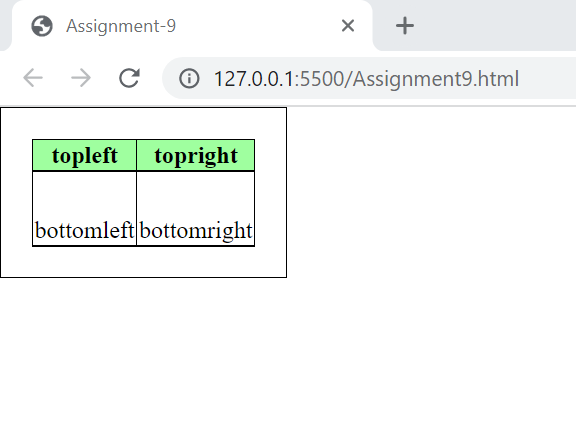 Assignment-9
127.0.0.1:5500/Assignment9.html
topleft topright
bottomleft bottomright